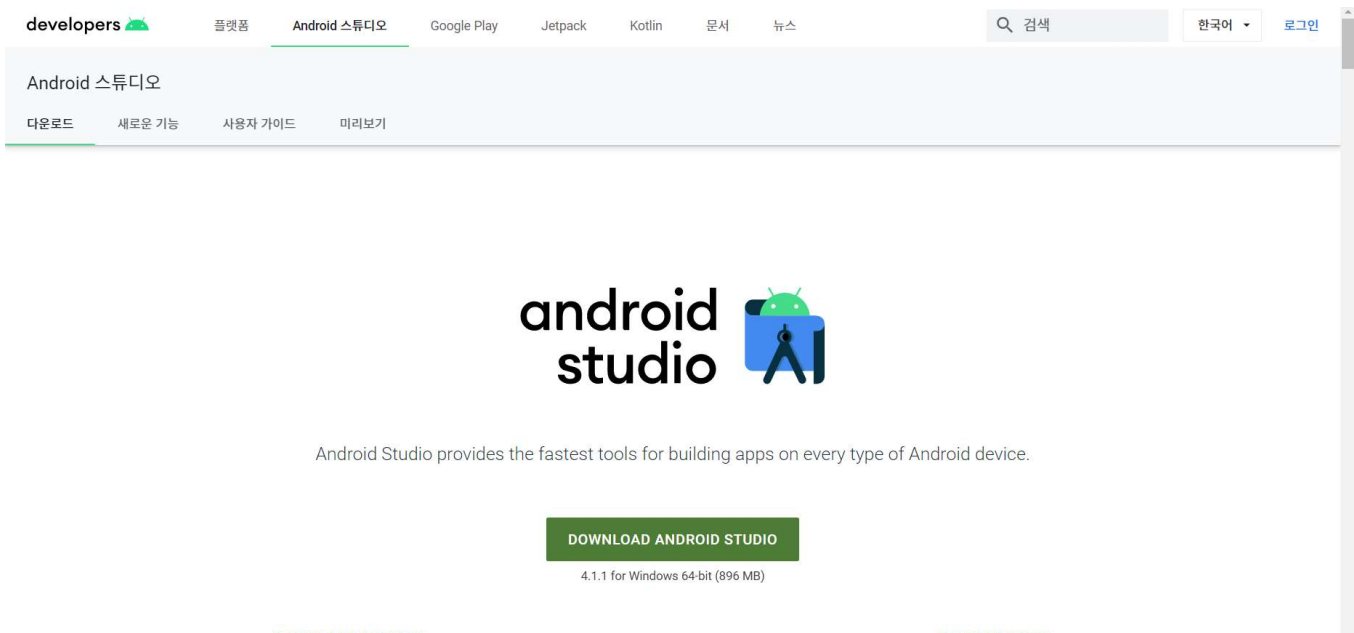 developers 플랫폼 Android 스튜디오 Google Play Jetpack Kotlin 문서 뉴스 검색 한국어 로그인
Android 스튜디오
다운로드 새로운 기능 사용자 가이드 미리보기
android
studio
Android Studio provides the fastest tools for building apps on every type of Android device.
DOWNLOAD ANDROID STUDIO
4.1.1 for Windows 64-bit (896 MB)